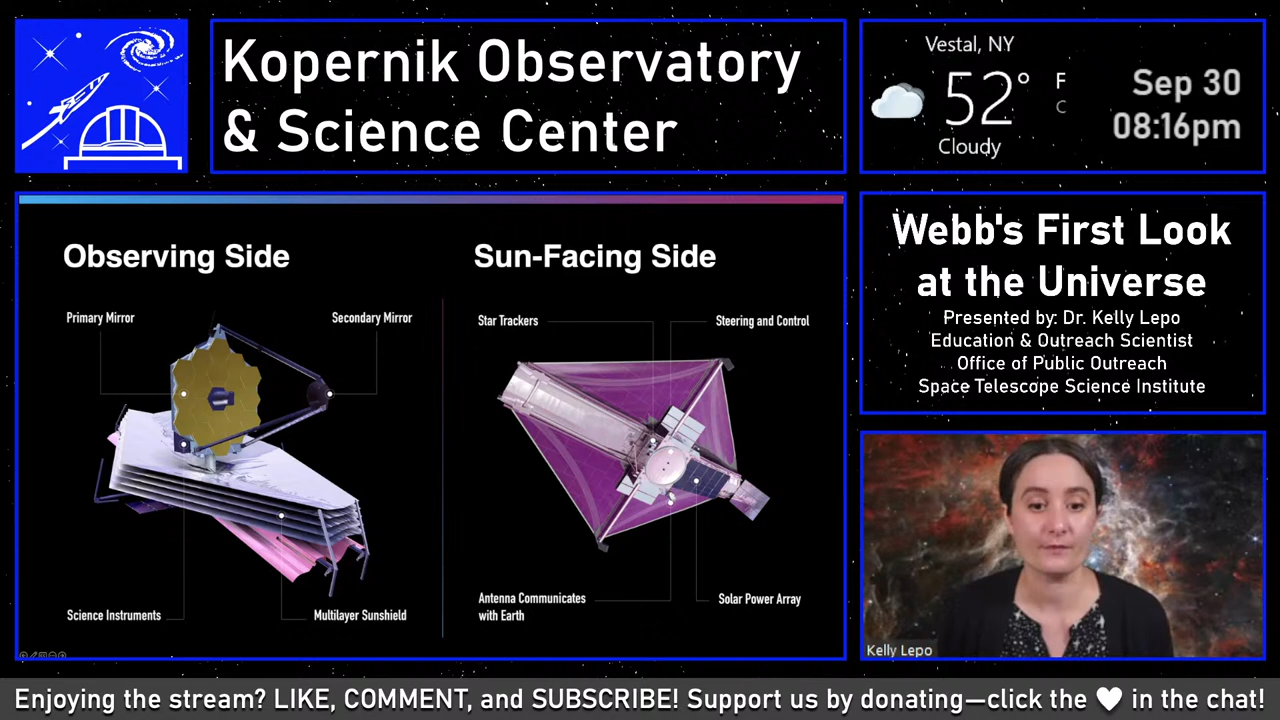 Kopernik Observatory
& Science Center
Vestal, NY
52° F
C
Cloudy
Sep 30
08:16pm
Observing Side
Primary Mirror
Secondary Mirror
Science Instruments
Multilayer Sunshield
Sun-Facing Side
Star Trackers
Steering and Control
Antenna Communicates
with Earth
Solar Power Array
Webb's First Look
at the Universe
Presented by: Dr. Kelly Lepo
Education & Outreach Scientist
Office of Public Outreach
Space Telescope Science Institute
Kelly Lepo
Enjoying the stream? LIKE, COMMENT, and SUBSCRIBE! Support us by donating—click the ♥ in the chat!